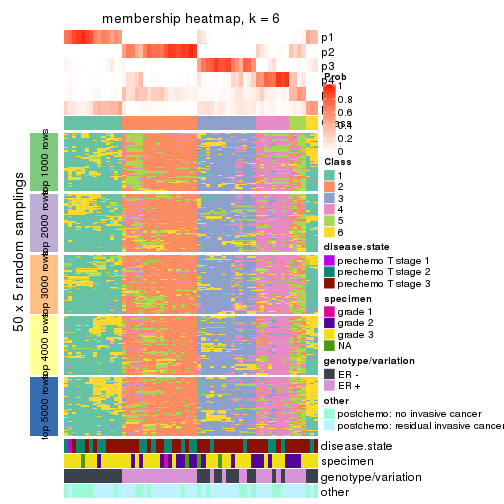 membership heatmap, k = 6
p1
p2
p3
p4
Prob
1
0.8
0.6
0.4
0.2
0
Class
1
2
3
4
5
6
disease.state
prechemo T stage 1
prechemo T stage 2
prechemo T stage 3
specimen
grade 1
grade 2
grade 3
NA
genotype/variation
ER -
ER +
other
postchemo: no invasive cancer
postchemo: residual invasive cancer
50 x 5 random samplings
top 1000 rows
top 2000 rows
top 3000 rows
top 4000 rows
top 5000 rows
disease.state
specimen
genotype/variation
other